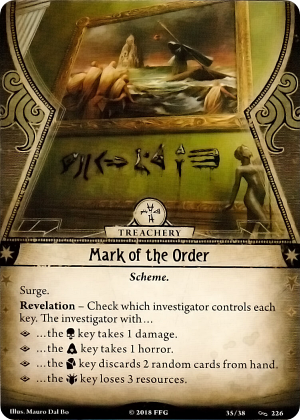 TREACHERY
Mark of the Order
Scheme.
Surge.
Revelation – Check which investigator controls each
key. The investigator with…
…the key takes 1 damage.
…the key takes 1 horror.
…the key discards 2 random cards from hand.
…the key loses 3 resources.
Illus. Mauro Dal Bo © 2018 FFG 35/38 226